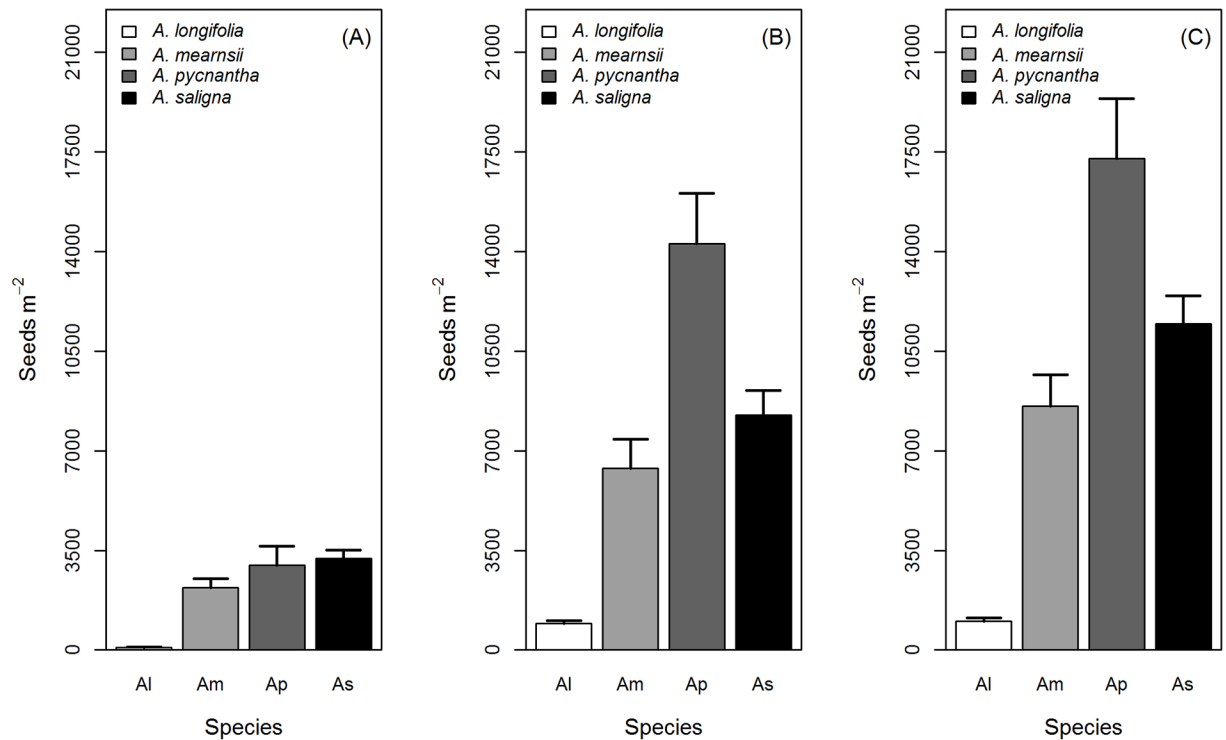 (A)
A. longifolia
A. mearnsii
A. pycnantha
A. saligna
21000
17500
14000
10500
7000
3500
0
Seeds m⁻²
Al Am Ap As
Species
(B)
A. longifolia
A. mearnsii
A. pycnantha
A. saligna
21000
17500
14000
10500
7000
3500
0
Seeds m⁻²
Al Am Ap As
Species
(C)
A. longifolia
A. mearnsii
A. pycnantha
A. saligna
21000
17500
14000
10500
7000
3500
0
Seeds m⁻²
Al Am Ap As
Species